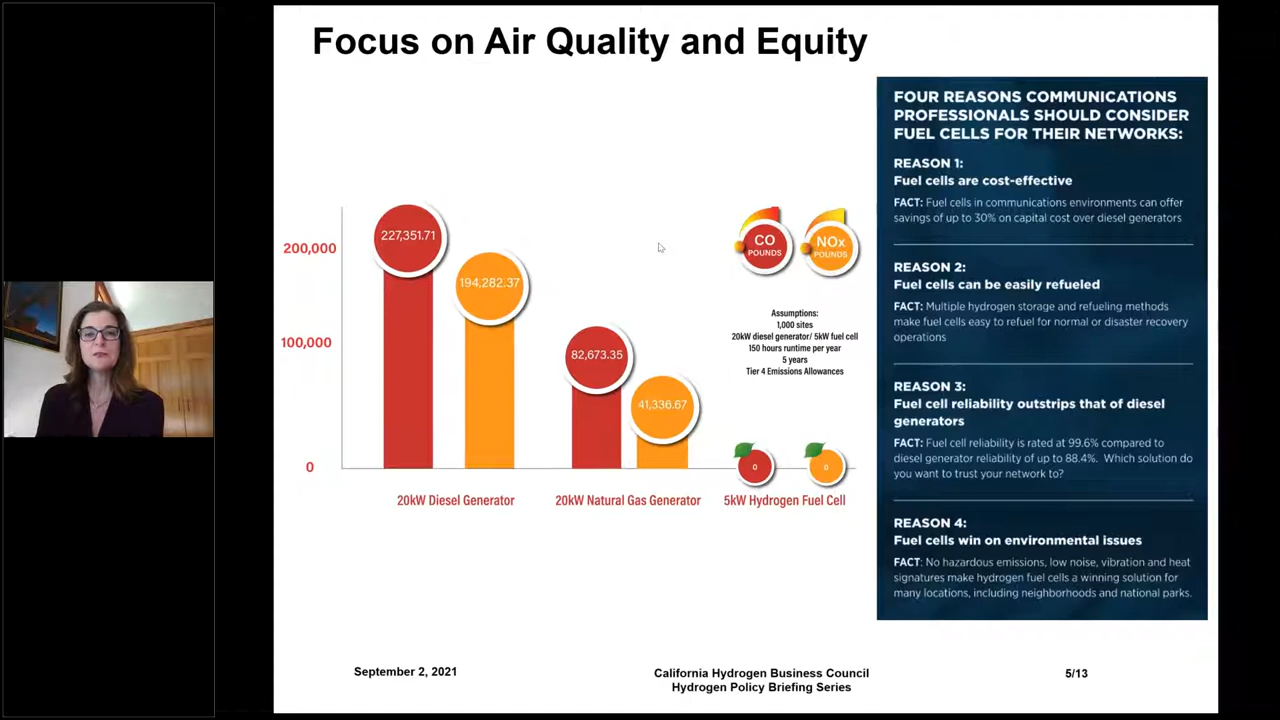 Focus on Air Quality and Equity
200,000
100,000
0
227,351.71
194,282.37
82,673.35
41,336.67
0
0
20kW Diesel Generator
20kW Natural Gas Generator
5kW Hydrogen Fuel Cell
CO
POUNDS
NOx
POUNDS
Assumptions:
1,000 sites
20kW diesel generator/ 5kW fuel cell
150 hours runtime per year
5 years
Tier 4 Emissions Allowances
FOUR REASONS COMMUNICATIONS
PROFESSIONALS SHOULD CONSIDER
FUEL CELLS FOR THEIR NETWORKS:
REASON 1:
Fuel cells are cost-effective
FACT: Fuel cells in communications environments can offer
savings of up to 30% on capital cost over diesel generators
REASON 2:
Fuel cells can be easily refueled
FACT: Multiple hydrogen storage and refueling methods
make fuel cells easy to refuel for normal or disaster recovery
operations
REASON 3:
Fuel cell reliability outstrips that of diesel
generators
FACT: Fuel cell reliability is rated at 99.6% compared to
diesel generator reliability of up to 88.4%. Which solution do
you want to trust your network to?
REASON 4:
Fuel cells win on environmental issues
FACT: No hazardous emissions, low noise, vibration and heat
signatures make hydrogen fuel cells a winning solution for
many locations, including neighborhoods and national parks.
September 2, 2021
California Hydrogen Business Council
Hydrogen Policy Briefing Series
5/13